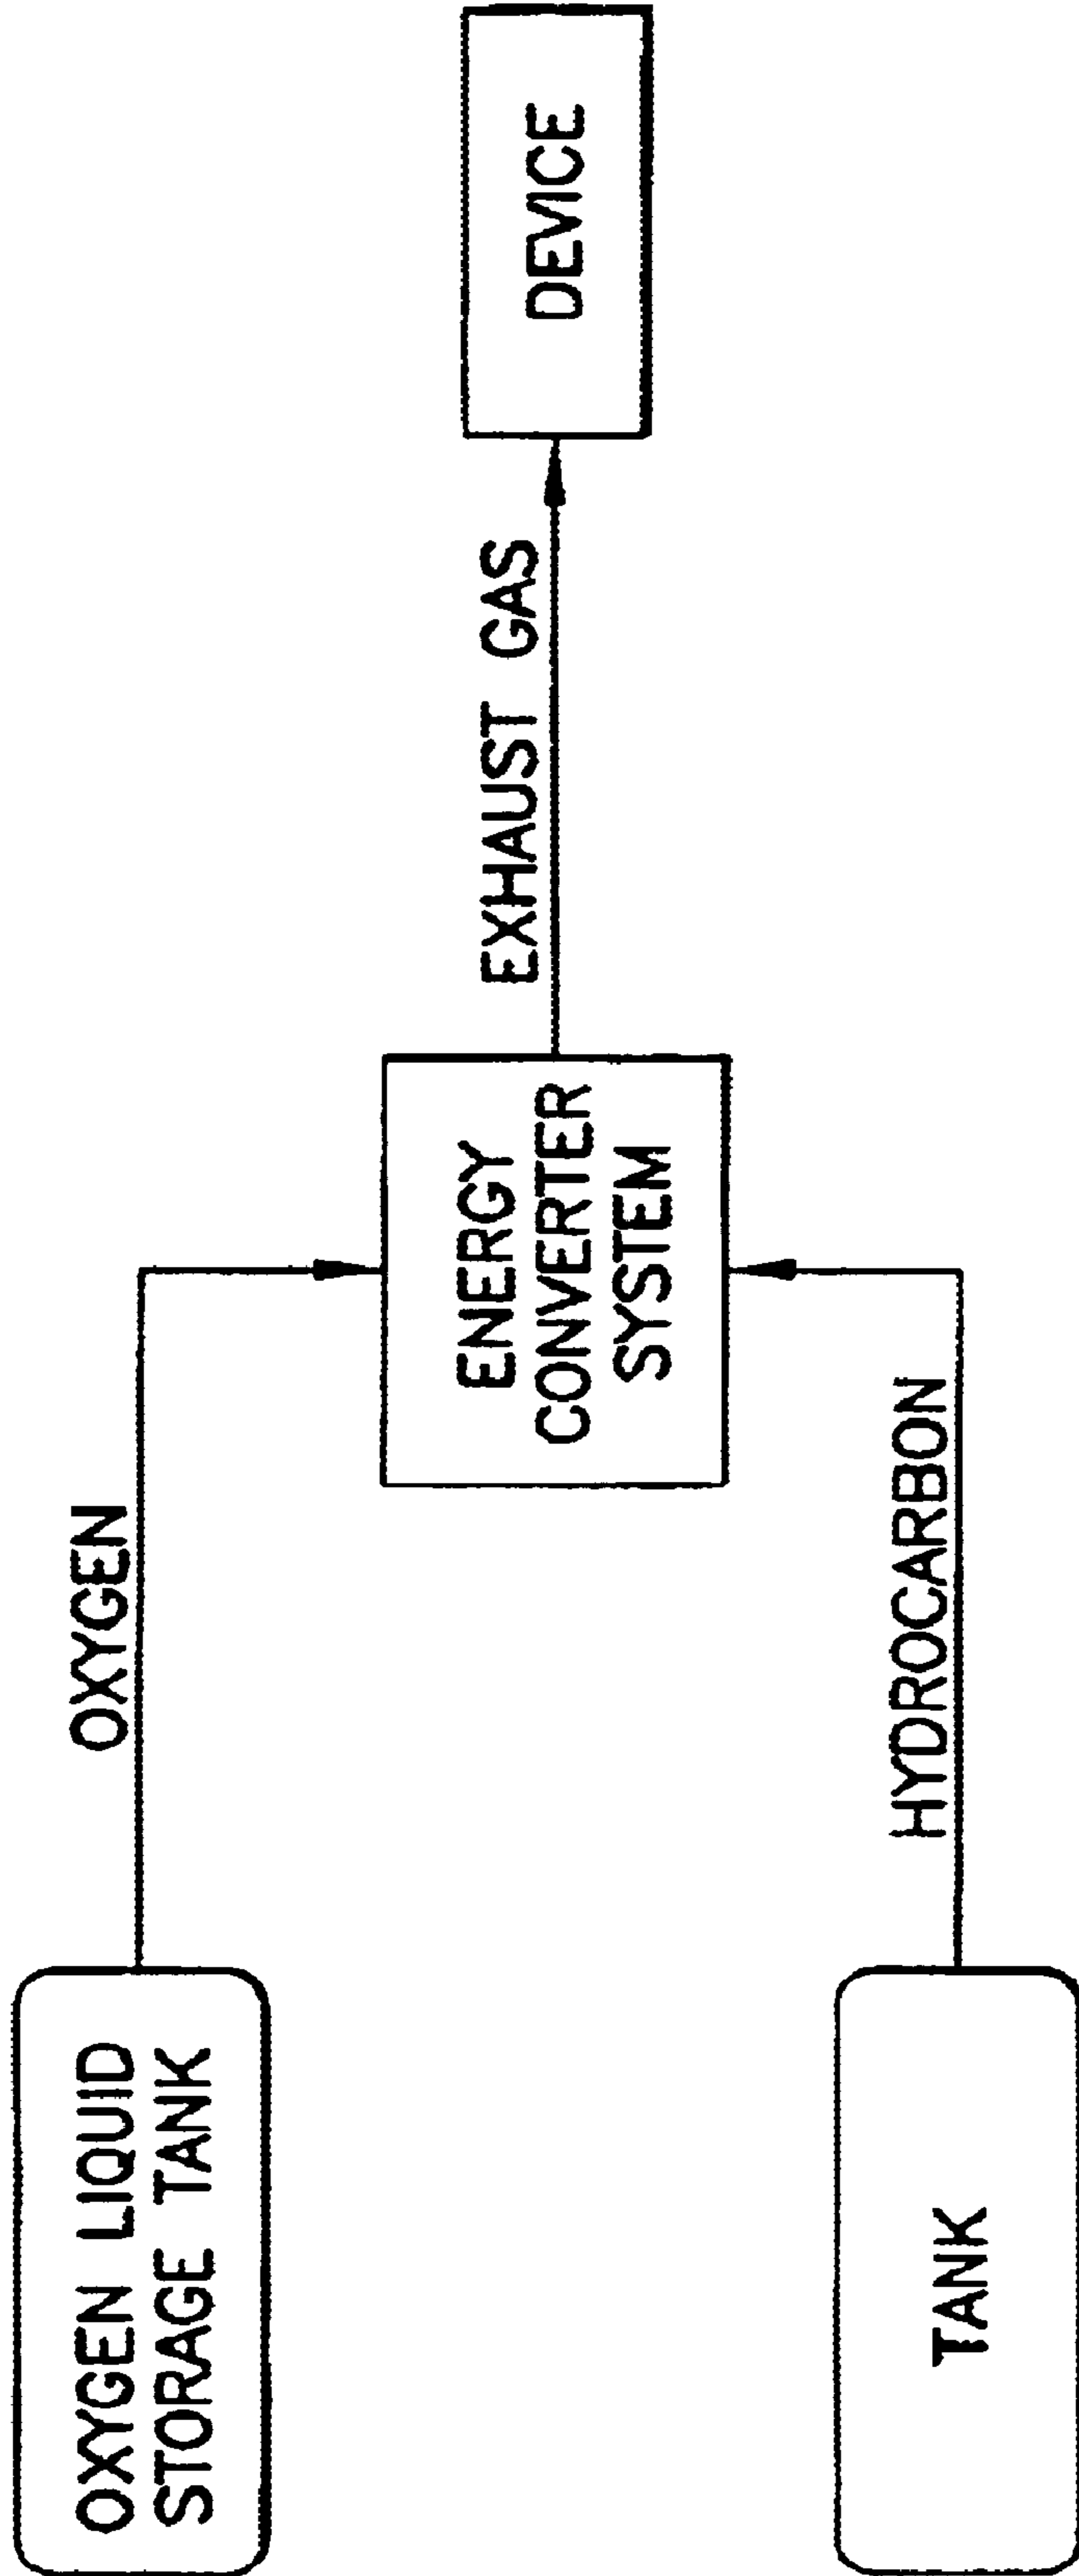 OXYGEN LIQUID
STORAGE TANK
OXYGEN
ENERGY
CONVERTER
SYSTEM
EXHAUST GAS
DEVICE
HYDROCARBON
TANK